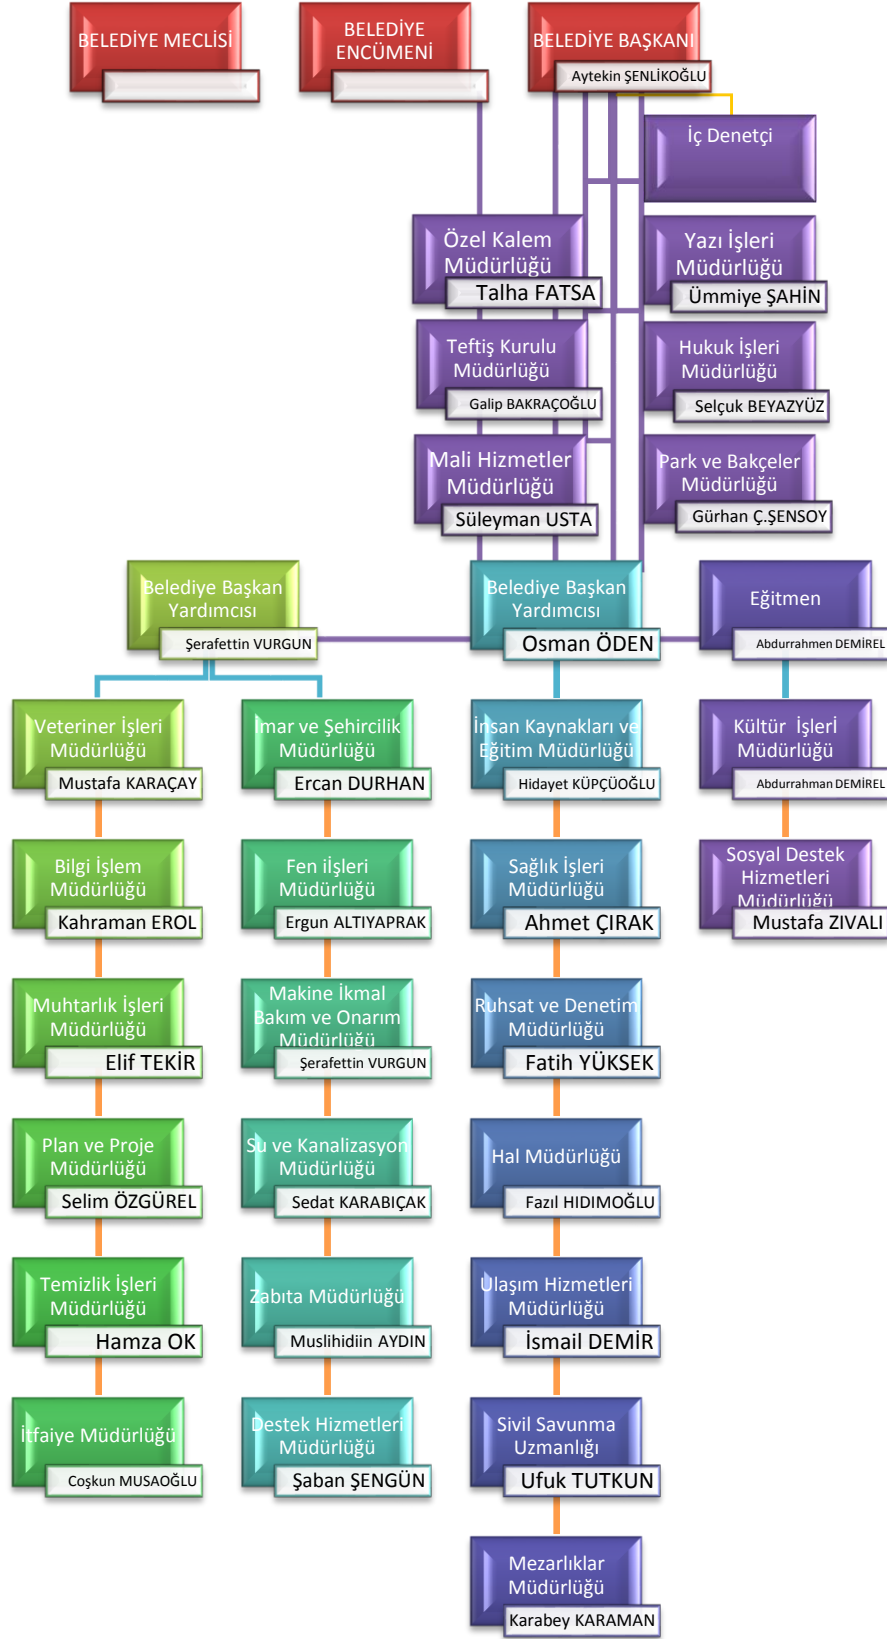 BELEDİYE MECLİSİ
BELEDİYE
ENCÜMENİ
BELEDİYE BAŞKANI
Aytekin ŞENLİKOĞLU
İç Denetçi
Özel Kalem
Müdürlüğü
Talha FATSA
Yazı İşleri
Müdürlüğü
Ümmiye ŞAHİN
Teftiş Kurulu
Müdürlüğü
Galip BAKRAÇOĞLU
Hukuk İşleri
Müdürlüğü
Selçuk BEYAZYÜZ
Mali Hizmetler
Müdürlüğü
Süleyman USTA
Park ve Bakçeler
Müdürlüğü
Gürhan Ç.ŞENSOY
Belediye Başkan
Yardımcısı
Şerafettin VURGUN
Belediye Başkan
Yardımcısı
Osman ÖDEN
Eğitmen
Abdurrahmen DEMİREL
Veteriner İşleri
Müdürlüğü
Mustafa KARAÇAY
İmar ve Şehircilik
Müdürlüğü
Ercan DURHAN
İnsan Kaynakları ve
Eğitim Müdürlüğü
Hidayet KÜPÇÜOĞLU
Kültür İşlerİ
Müdürlüğü
Abdurrahman DEMİREL
Bilgi İşlem
Müdürlüğü
Kahraman EROL
Fen iİşleri
Müdürlüğü
Ergun ALTIYAPRAK
Sağlık İşleri
Müdürlüğü
Ahmet ÇIRAK
Sosyal Destek
Hizmetleri
Müdürlüğü
Mustafa ZIVALI
Muhtarlık İşleri
Müdürlüğü
Elif TEKİR
Makine İkmal
Bakım ve Onarım
Müdürlüğü
Şerafettin VURGUN
Ruhsat ve Denetim
Müdürlüğü
Fatih YÜKSEK
Plan ve Proje
Müdürlüğü
Selim ÖZGÜREL
Su ve Kanalizasyon
Müdürlüğü
Sedat KARABIÇAK
Hal Müdürlüğü
Fazıl HIDIMOĞLU
Temizlik İşleri
Müdürlüğü
Hamza OK
Zabıta Müdürlüğü
Muslihidiin AYDIN
Ulaşım Hizmetleri
Müdürlüğü
İsmail DEMİR
İtfaiye Müdürlüğü
Coşkun MUSAOĞLU
Destek Hizmetleri
Müdürlüğü
Şaban ŞENGÜN
Sivil Savunma
Uzmanlığı
Ufuk TUTKUN
Mezarlıklar
Müdürlüğü
Karabey KARAMAN